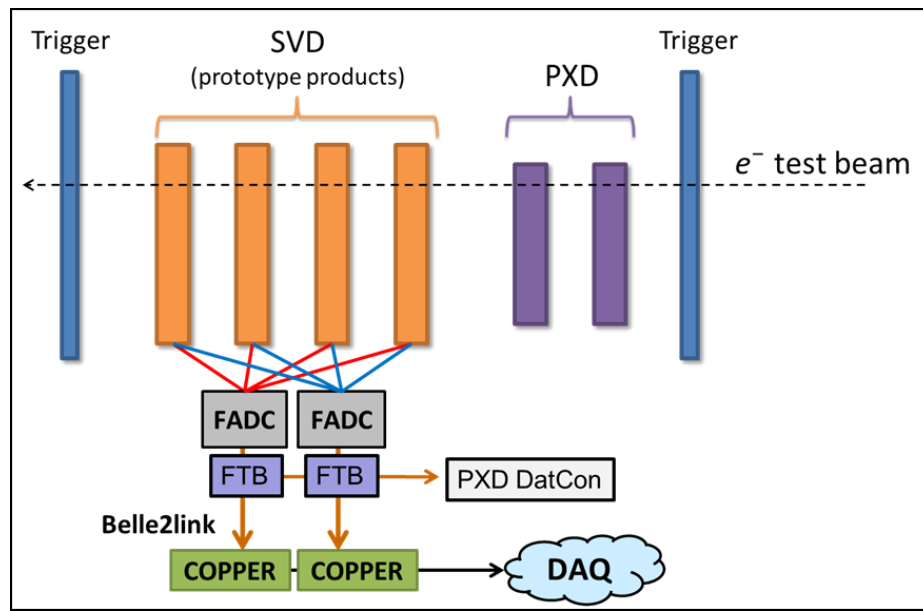 Trigger
SVD
(prototype products)
PXD
Trigger
e⁻ test beam
FADC
FADC
FTB
FTB
PXD DatCon
Belle2link
COPPER
COPPER
DAQ